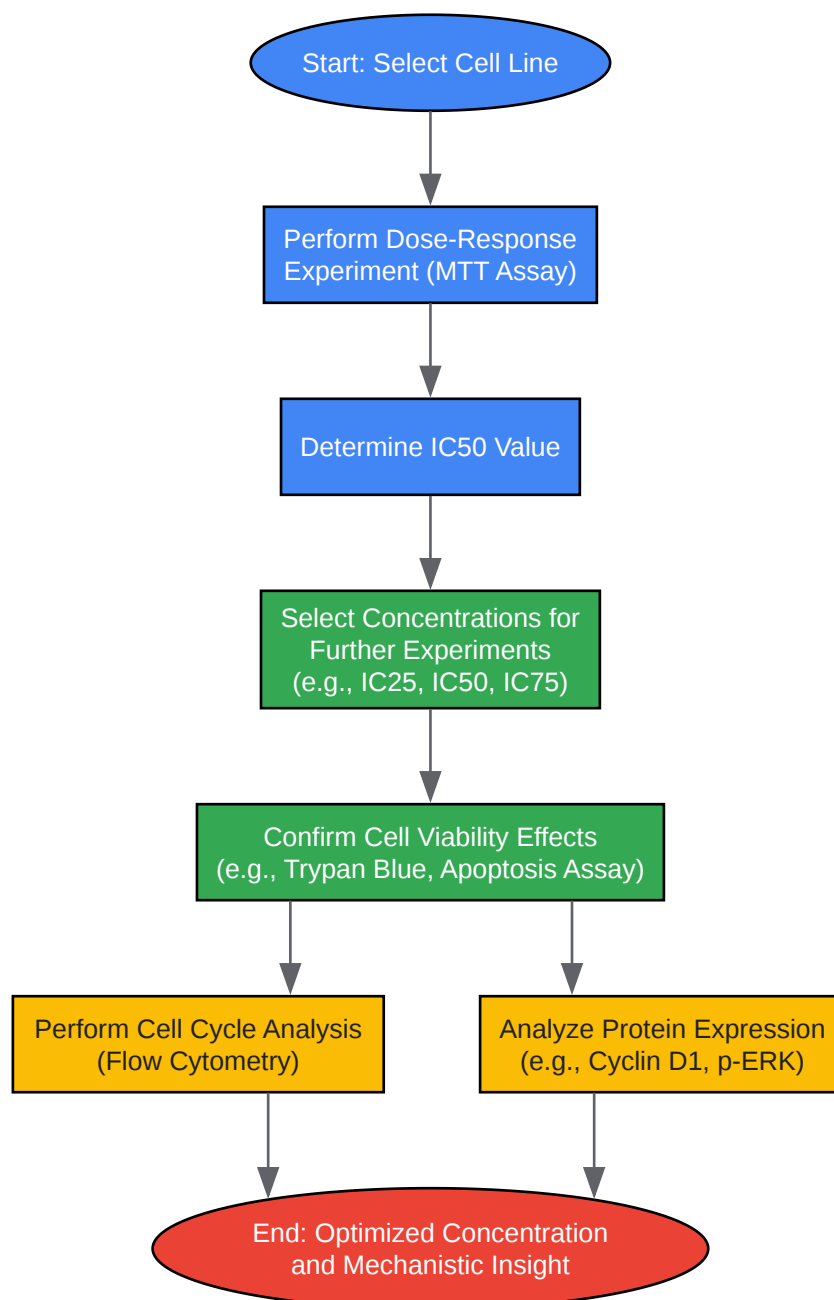 Start: Select Cell Line
Perform Dose-Response
Experiment (MTT Assay)
Determine IC50 Value
Select Concentrations for
Further Experiments
(e.g., IC25, IC50, IC75)
Confirm Cell Viability Effects
(e.g., Trypan Blue, Apoptosis Assay)
Perform Cell Cycle Analysis
(Flow Cytometry)
Analyze Protein Expression
(e.g., Cyclin D1, p-ERK)
End: Optimized Concentration
and Mechanistic Insight